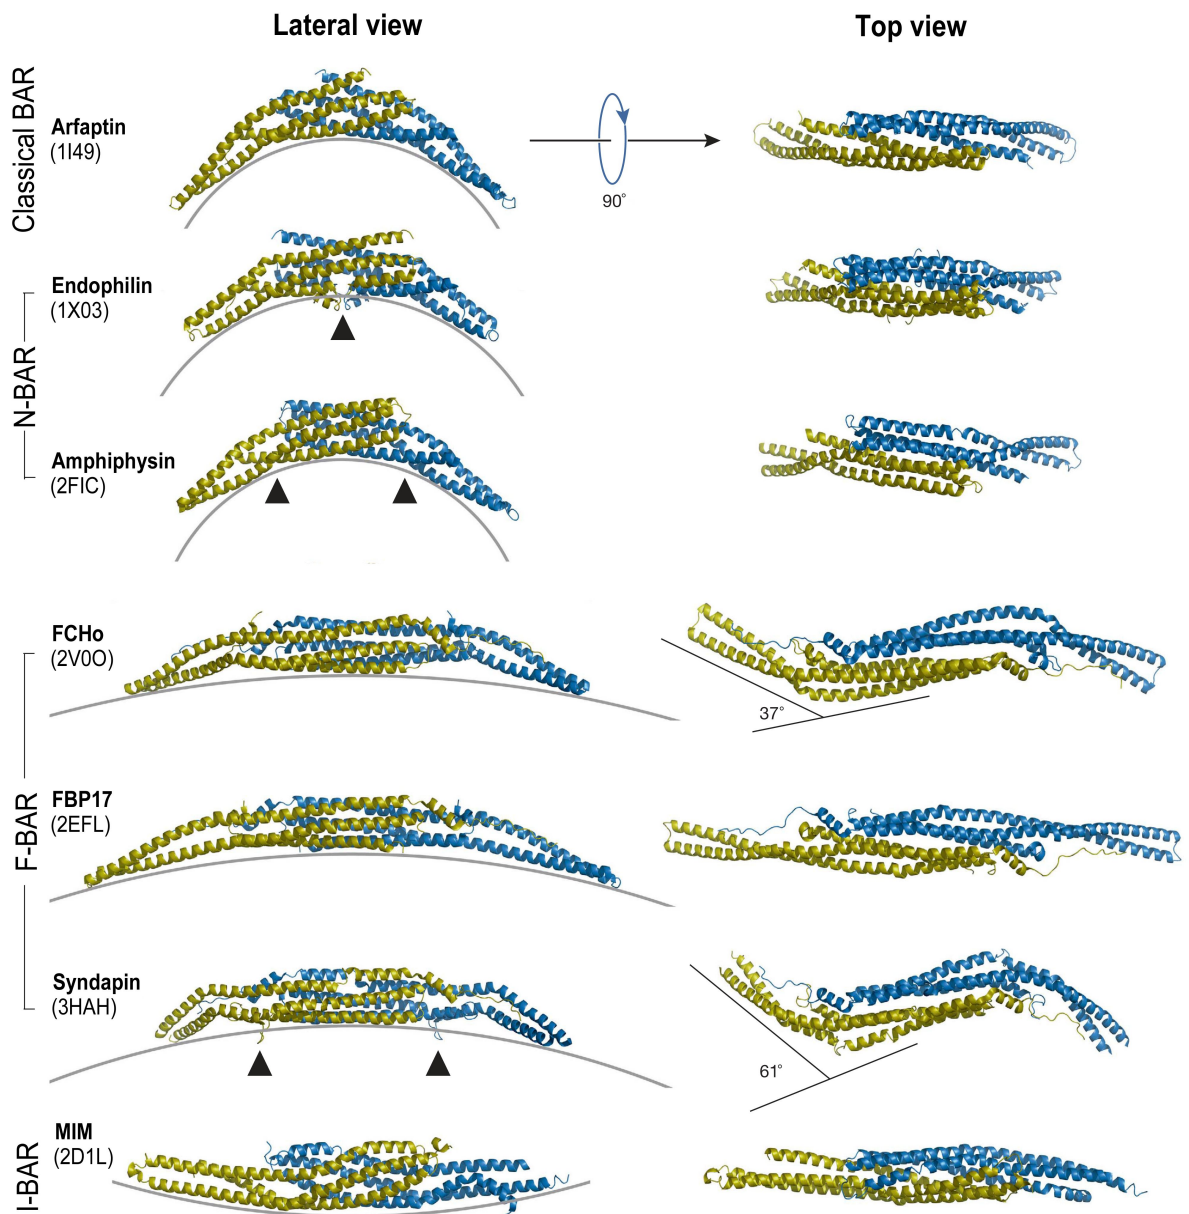 Lateral view
Top view
Classical BAR
Arfaptin
(1I49)
90°
N-BAR
Endophilin
(1X03)
Amphiphysin
(2FIC)
F-BAR
FCHo
(2V0O)
37°
FBP17
(2EFL)
Syndapin
(3HAH)
61°
I-BAR
MIM
(2D1L)